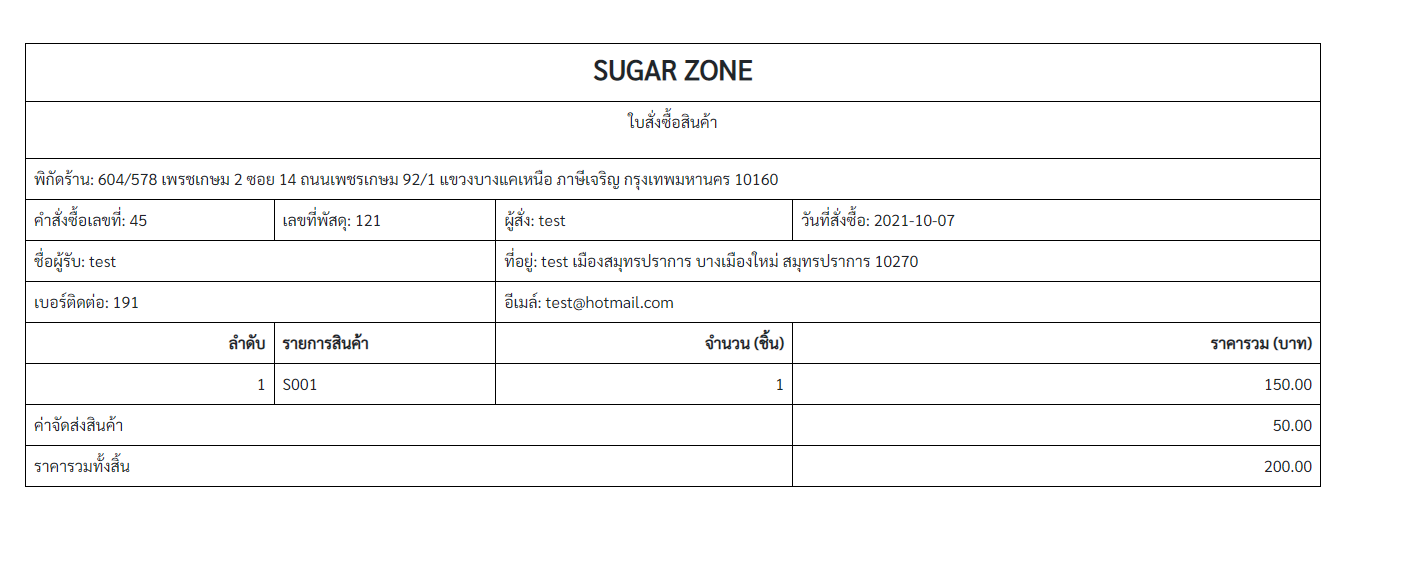 SUGAR ZONE
ใบสั่งซื้อสินค้า
พิกัดร้าน: 604/578 เพรชเกษม 2 ซอย 14 ถนนเพชรเกษม 92/1 แขวงบางแคเหนือ ภาษีเจริญ กรุงเทพมหานคร 10160
คำสั่งซื้อเลขที่: 45 เลขที่พัสดุ: 121 ผู้สั่ง: test วันที่สั่งซื้อ: 2021-10-07
ชื่อผู้รับ: test ที่อยู่: test เมืองสมุทรปราการ บางเมืองใหม่ สมุทรปราการ 10270
เบอร์ติดต่อ: 191 อีเมล์: test@hotmail.com
ลำดับ รายการสินค้า จำนวน (ชิ้น) ราคารวม (บาท)
1 S001 1 150.00
ค่าจัดส่งสินค้า 50.00
ราคารวมทั้งสิ้น 200.00